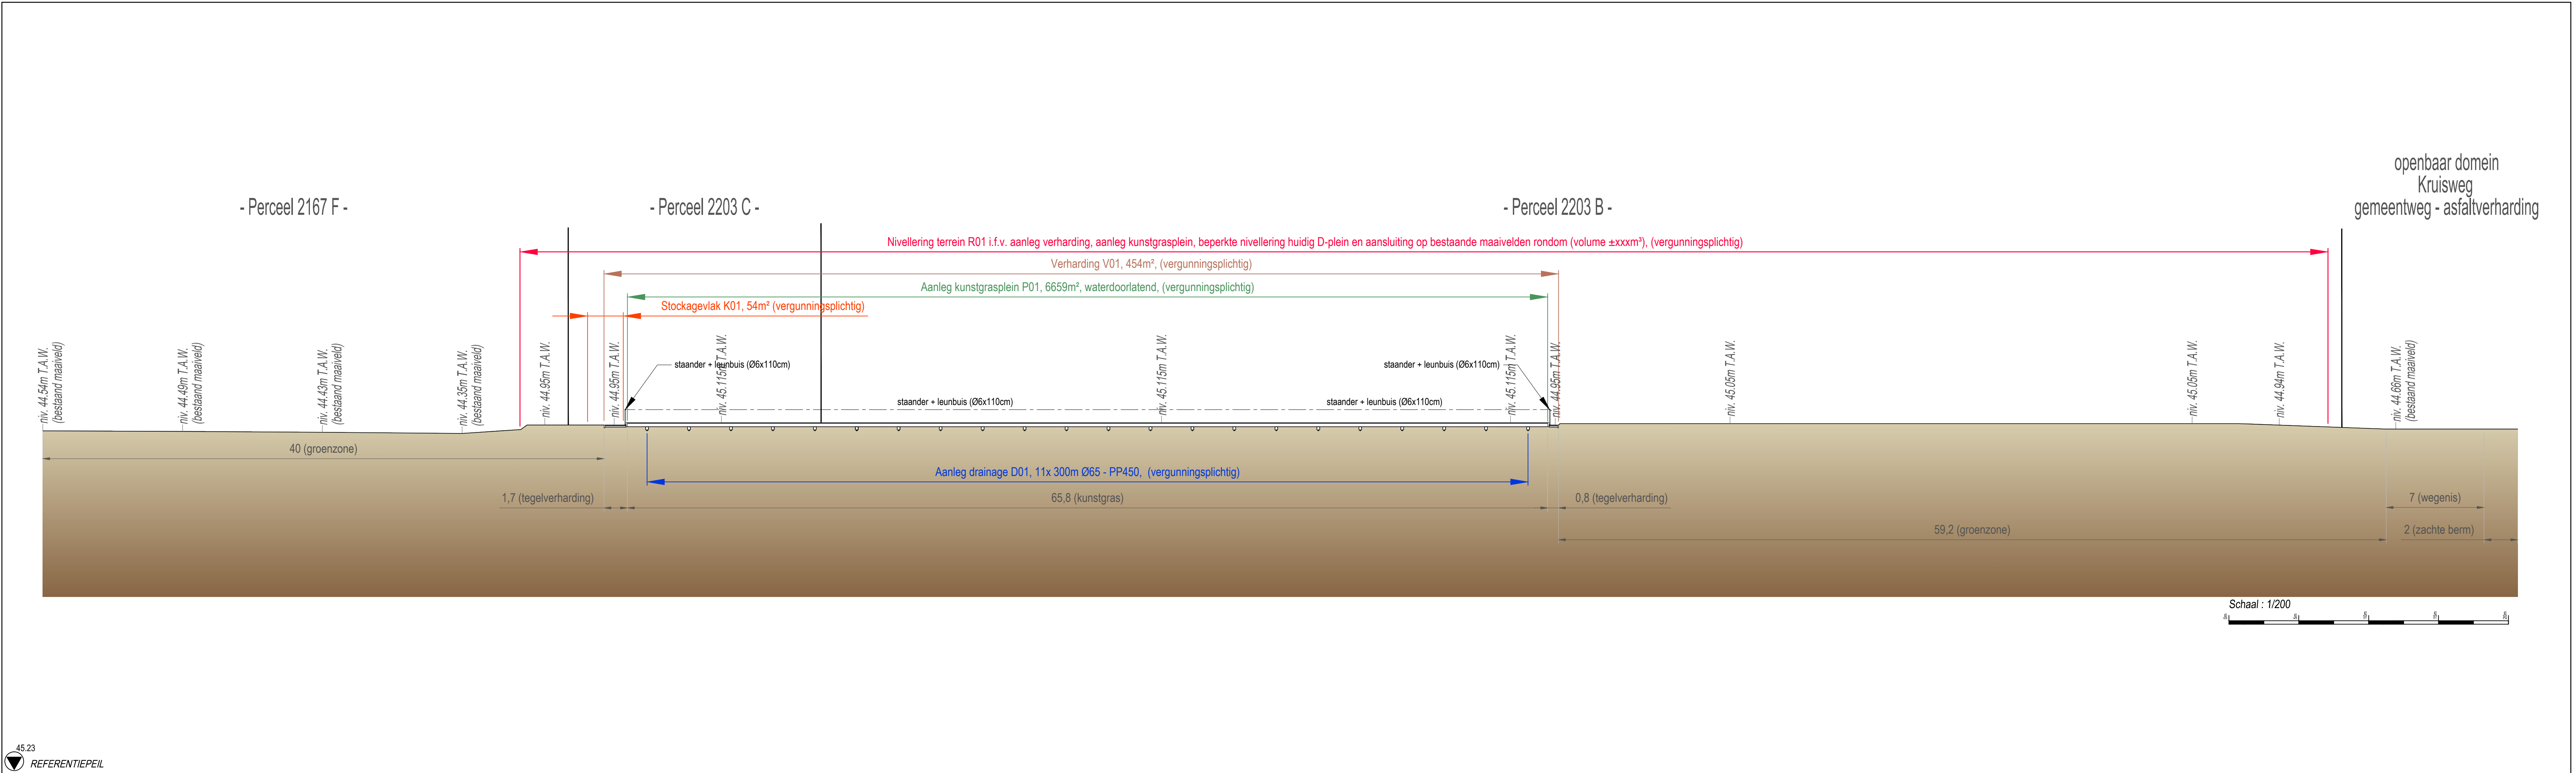 openbaar domein
Kruisweg
gemeentweg - asfaltverharding
- Perceel 2167 F -
- Perceel 2203 C -
- Perceel 2203 B -
Nivellering terrein R01 i.f.v. aanleg verharding, aanleg kunstgrasplein, beperkte nivellering huidig D-plein en aansluiting op bestaande maaivelden rondom (volume ±xxxm³), (vergunningsplichtig)
Verharding V01, 454m², (vergunningsplichtig)
Aanleg kunstgrasplein P01, 6659m², waterdoorlatend, (vergunningsplichtig)
Stockagevlak K01, 54m² (vergunningsplichtig)
niv. 44.54m T.A.W.
(bestaand maaiveld)
niv. 44.49m T.A.W.
(bestaand maaiveld)
niv. 44.43m T.A.W.
(bestaand maaiveld)
niv. 44.35m T.A.W.
(bestaand maaiveld)
niv. 44.95m T.A.W.
niv. 44.95m T.A.W.
niv. 45.115m T.A.W.
niv. 45.115m T.A.W.
niv. 45.115m T.A.W.
niv. 44.95m T.A.W.
niv. 45.05m T.A.W.
niv. 45.05m T.A.W.
niv. 44.94m T.A.W.
niv. 44.66m T.A.W.
(bestaand maaiveld)
staander + leunbuis (Ø6x110cm)
staander + leunbuis (Ø6x110cm)
staander + leunbuis (Ø6x110cm)
staander + leunbuis (Ø6x110cm)
40 (groenzone)
Aanleg drainage D01, 11x 300m Ø65 - PP450, (vergunningsplichtig)
1,7 (tegelverharding)
65,8 (kunstgras)
0,8 (tegelverharding)
7 (wegenis)
59,2 (groenzone)
2 (zachte berm)
Schaal : 1/200
45.23
REFERENTIEPEIL